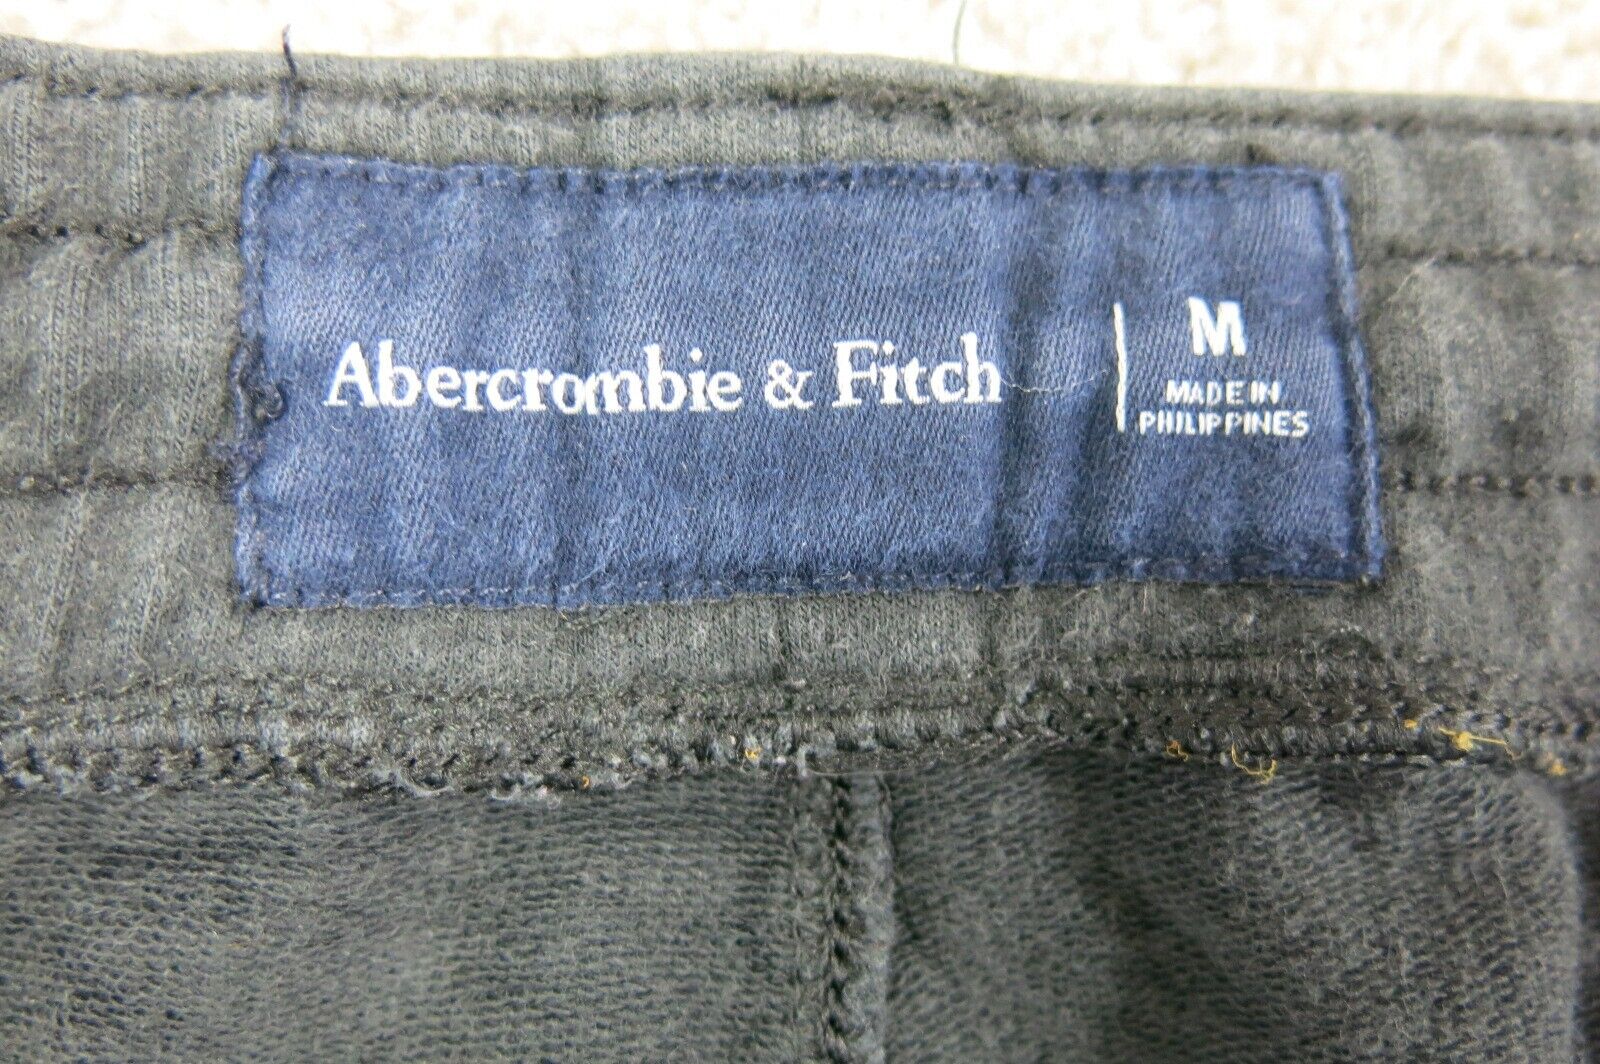 Abercrombie & Fitch
M
MADE IN
PHILIPPINES